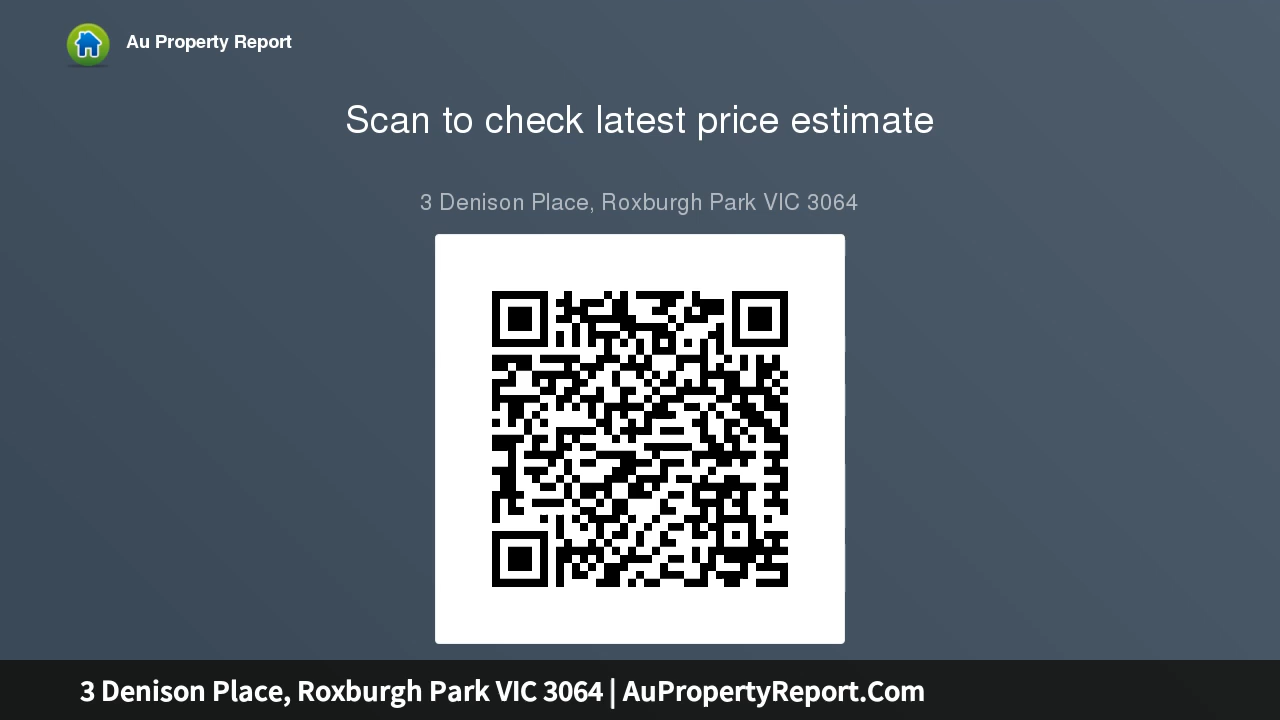 Au Property Report
Scan to check latest price estimate
3 Denison Place, Roxburgh Park VIC 3064
3 Denison Place, Roxburgh Park VIC 3064 | AuPropertyReport.Com